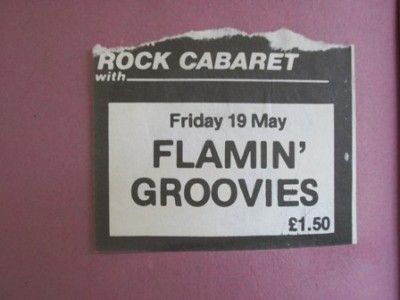 ROCK CABARET
with
Friday 19 May
FLAMIN'
GROOVIES
£1.50